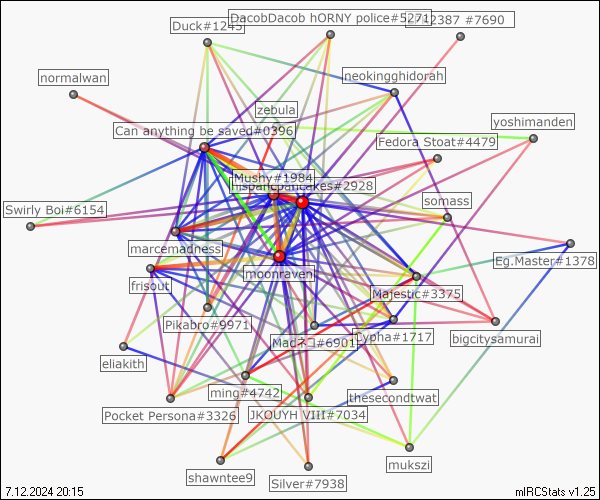 DacobDacob hORNY police#5271
2387 #7690
Duck#1245
neokingghidorah
normalwan
zebula
yoshimanden
Can anything be saved#0396
Fedora Stoat#4479
Mushy#1984
pancakes#2928
somass
Swirly Boi#6154
marcemadness
Eg.Master#1378
moonraven
frisout
Majestic#3375
Pikabro#9971
Madネコ#6901
Cypha#1717
bigcitysamurai
eliakith
ming#4742
thesecondtwat
Pocket Persona#3326
JKOUYH VIII#7034
mukszi
shawntee9
Silver#7938
7.12.2024 20:15
mIRCStats v1.25